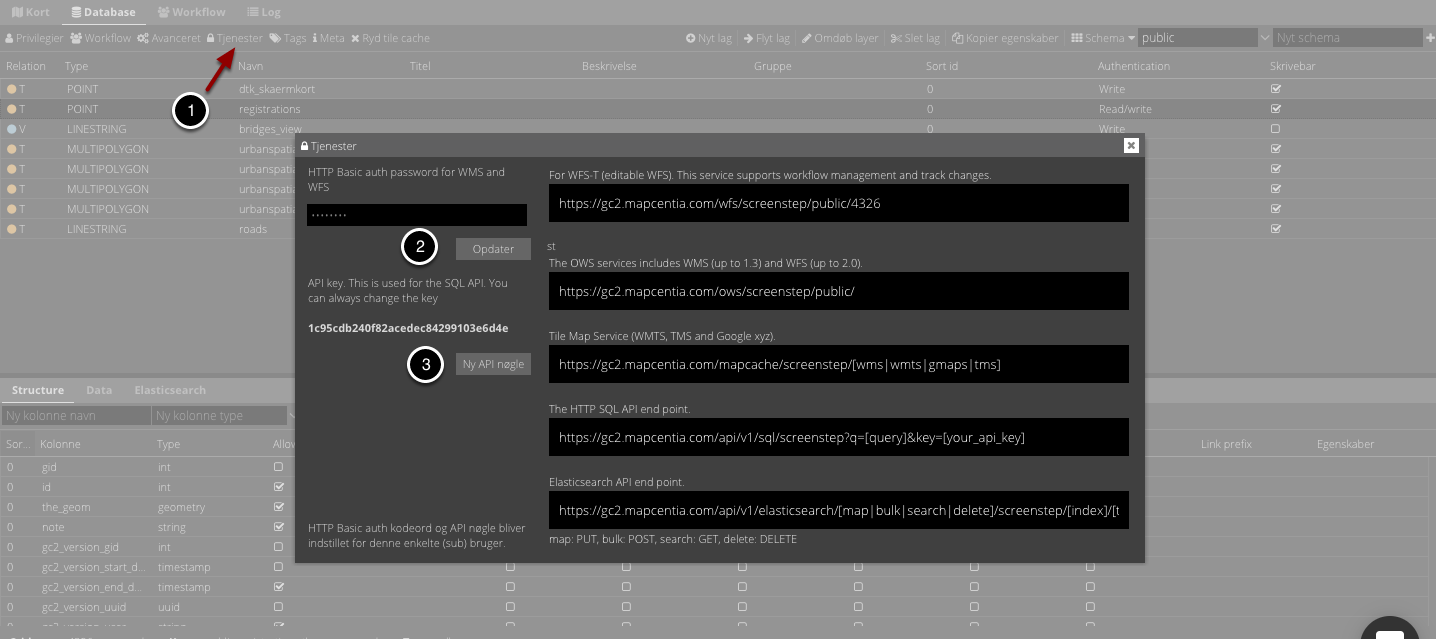 Kort Database Workflow Log
Privilegier Workflow Avanceret Tjenester Tags Meta Ryd tile cache Nyt lag Flyt lag Omdøb layer Slet lag Kopier egenskaber Schema public Nyt schema
Relation Type Navn Titel Beskrivelse Gruppe Sort id Authentication Skrivebar
T POINT dtk_skaermkort 0 Write
1
T POINT registrations 0 Read/write
V LINESTRING bridges_view 0 Write
T MULTIPOLYGON urbanspatia
T MULTIPOLYGON urbanspatia
T MULTIPOLYGON urbanspatia
T MULTIPOLYGON urbanspatia
T LINESTRING roads
Tjenester
HTTP Basic auth password for WMS and
WFS
........
2
Opdater
API key. This is used for the SQL API. You
can always change the key
1c95cdb240f82acedec84299103e6d4e
3
Ny API nøgle
HTTP Basic auth kodeord og API nøgle bliver
indstillet for denne enkelte (sub) bruger.
For WFS-T (editable WFS). This service supports workflow management and track changes.
https://gc2.mapcentia.com/wfs/screenstep/public/4326
st
The OWS services includes WMS (up to 1.3) and WFS (up to 2.0).
https://gc2.mapcentia.com/ows/screenstep/public/
Tile Map Service (WMTS, TMS and Google xyz).
https://gc2.mapcentia.com/mapcache/screenstep/[wms|wmts|gmaps|tms]
The HTTP SQL API end point.
https://gc2.mapcentia.com/api/v1/sql/screenstep?q=[query]&key=[your_api_key]
Elasticsearch API end point.
https://gc2.mapcentia.com/api/v1/elasticsearch/[map|bulk|search|delete]/screenstep/[index]/[t
map: PUT, bulk: POST, search: GET, delete: DELETE
Structure Data Elasticsearch
Ny kolonne navn Ny kolonne type
Sor... Kolonne Type Allow Link prefix Egenskaber
0 gid int
0 id int
0 the_geom geometry
0 note string
0 gc2_version_gid int
0 gc2_version_start_d... timestamp
0 gc2_version_end_d... timestamp
0 gc2_version_uuid uuid